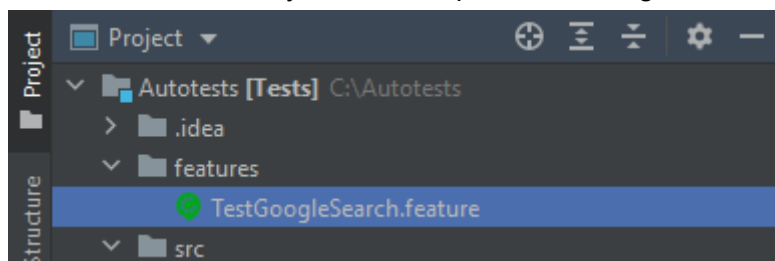 Project
Project
Autotests [Tests] C:\Autotests
.idea
features
TestGoogleSearch.feature
Structure
src